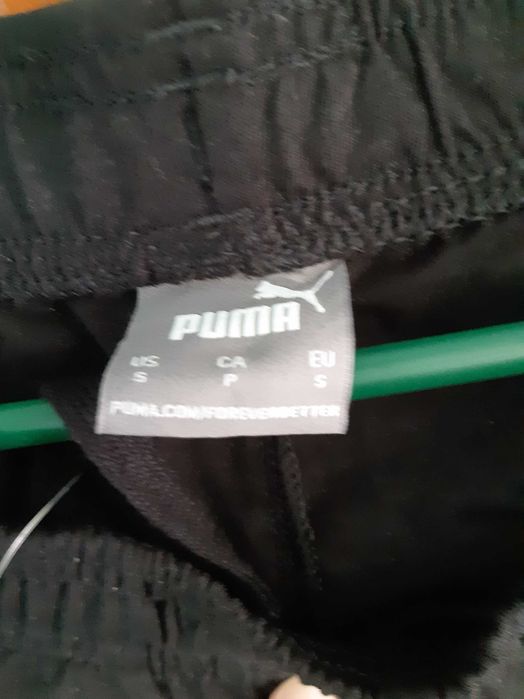 PUMA
US CA EU
S P S
PUMA.COM/FOREVERBETTER